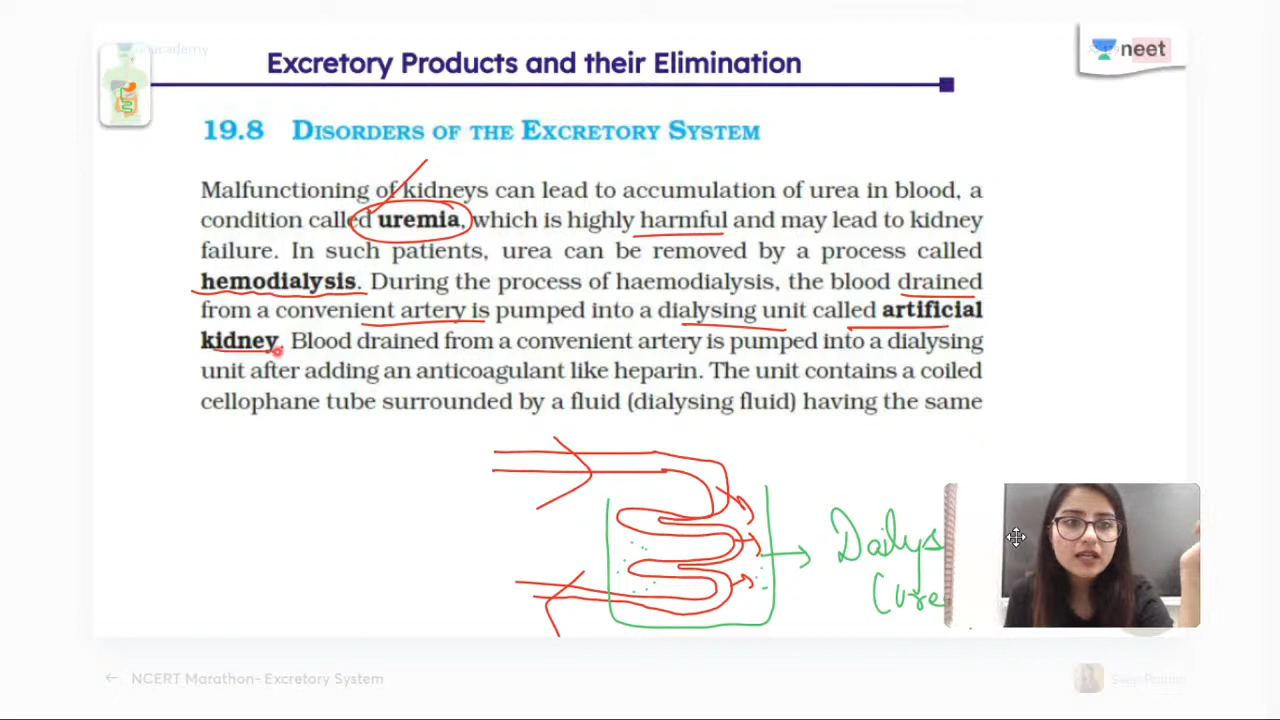 Excretory Products and their Elimination
neet
19.8 DISORDERS OF THE EXCRETORY SYSTEM
Malfunctioning of kidneys can lead to accumulation of urea in blood, a
condition called uremia, which is highly harmful and may lead to kidney
failure. In such patients, urea can be removed by a process called
hemodialysis. During the process of haemodialysis, the blood drained
from a convenient artery is pumped into a dialysing unit called artificial
kidney. Blood drained from a convenient artery is pumped into a dialysing
unit after adding an anticoagulant like heparin. The unit contains a coiled
cellophane tube surrounded by a fluid (dialysing fluid) having the same
Dailys
(ure
← NCERT Marathon- Excretory System